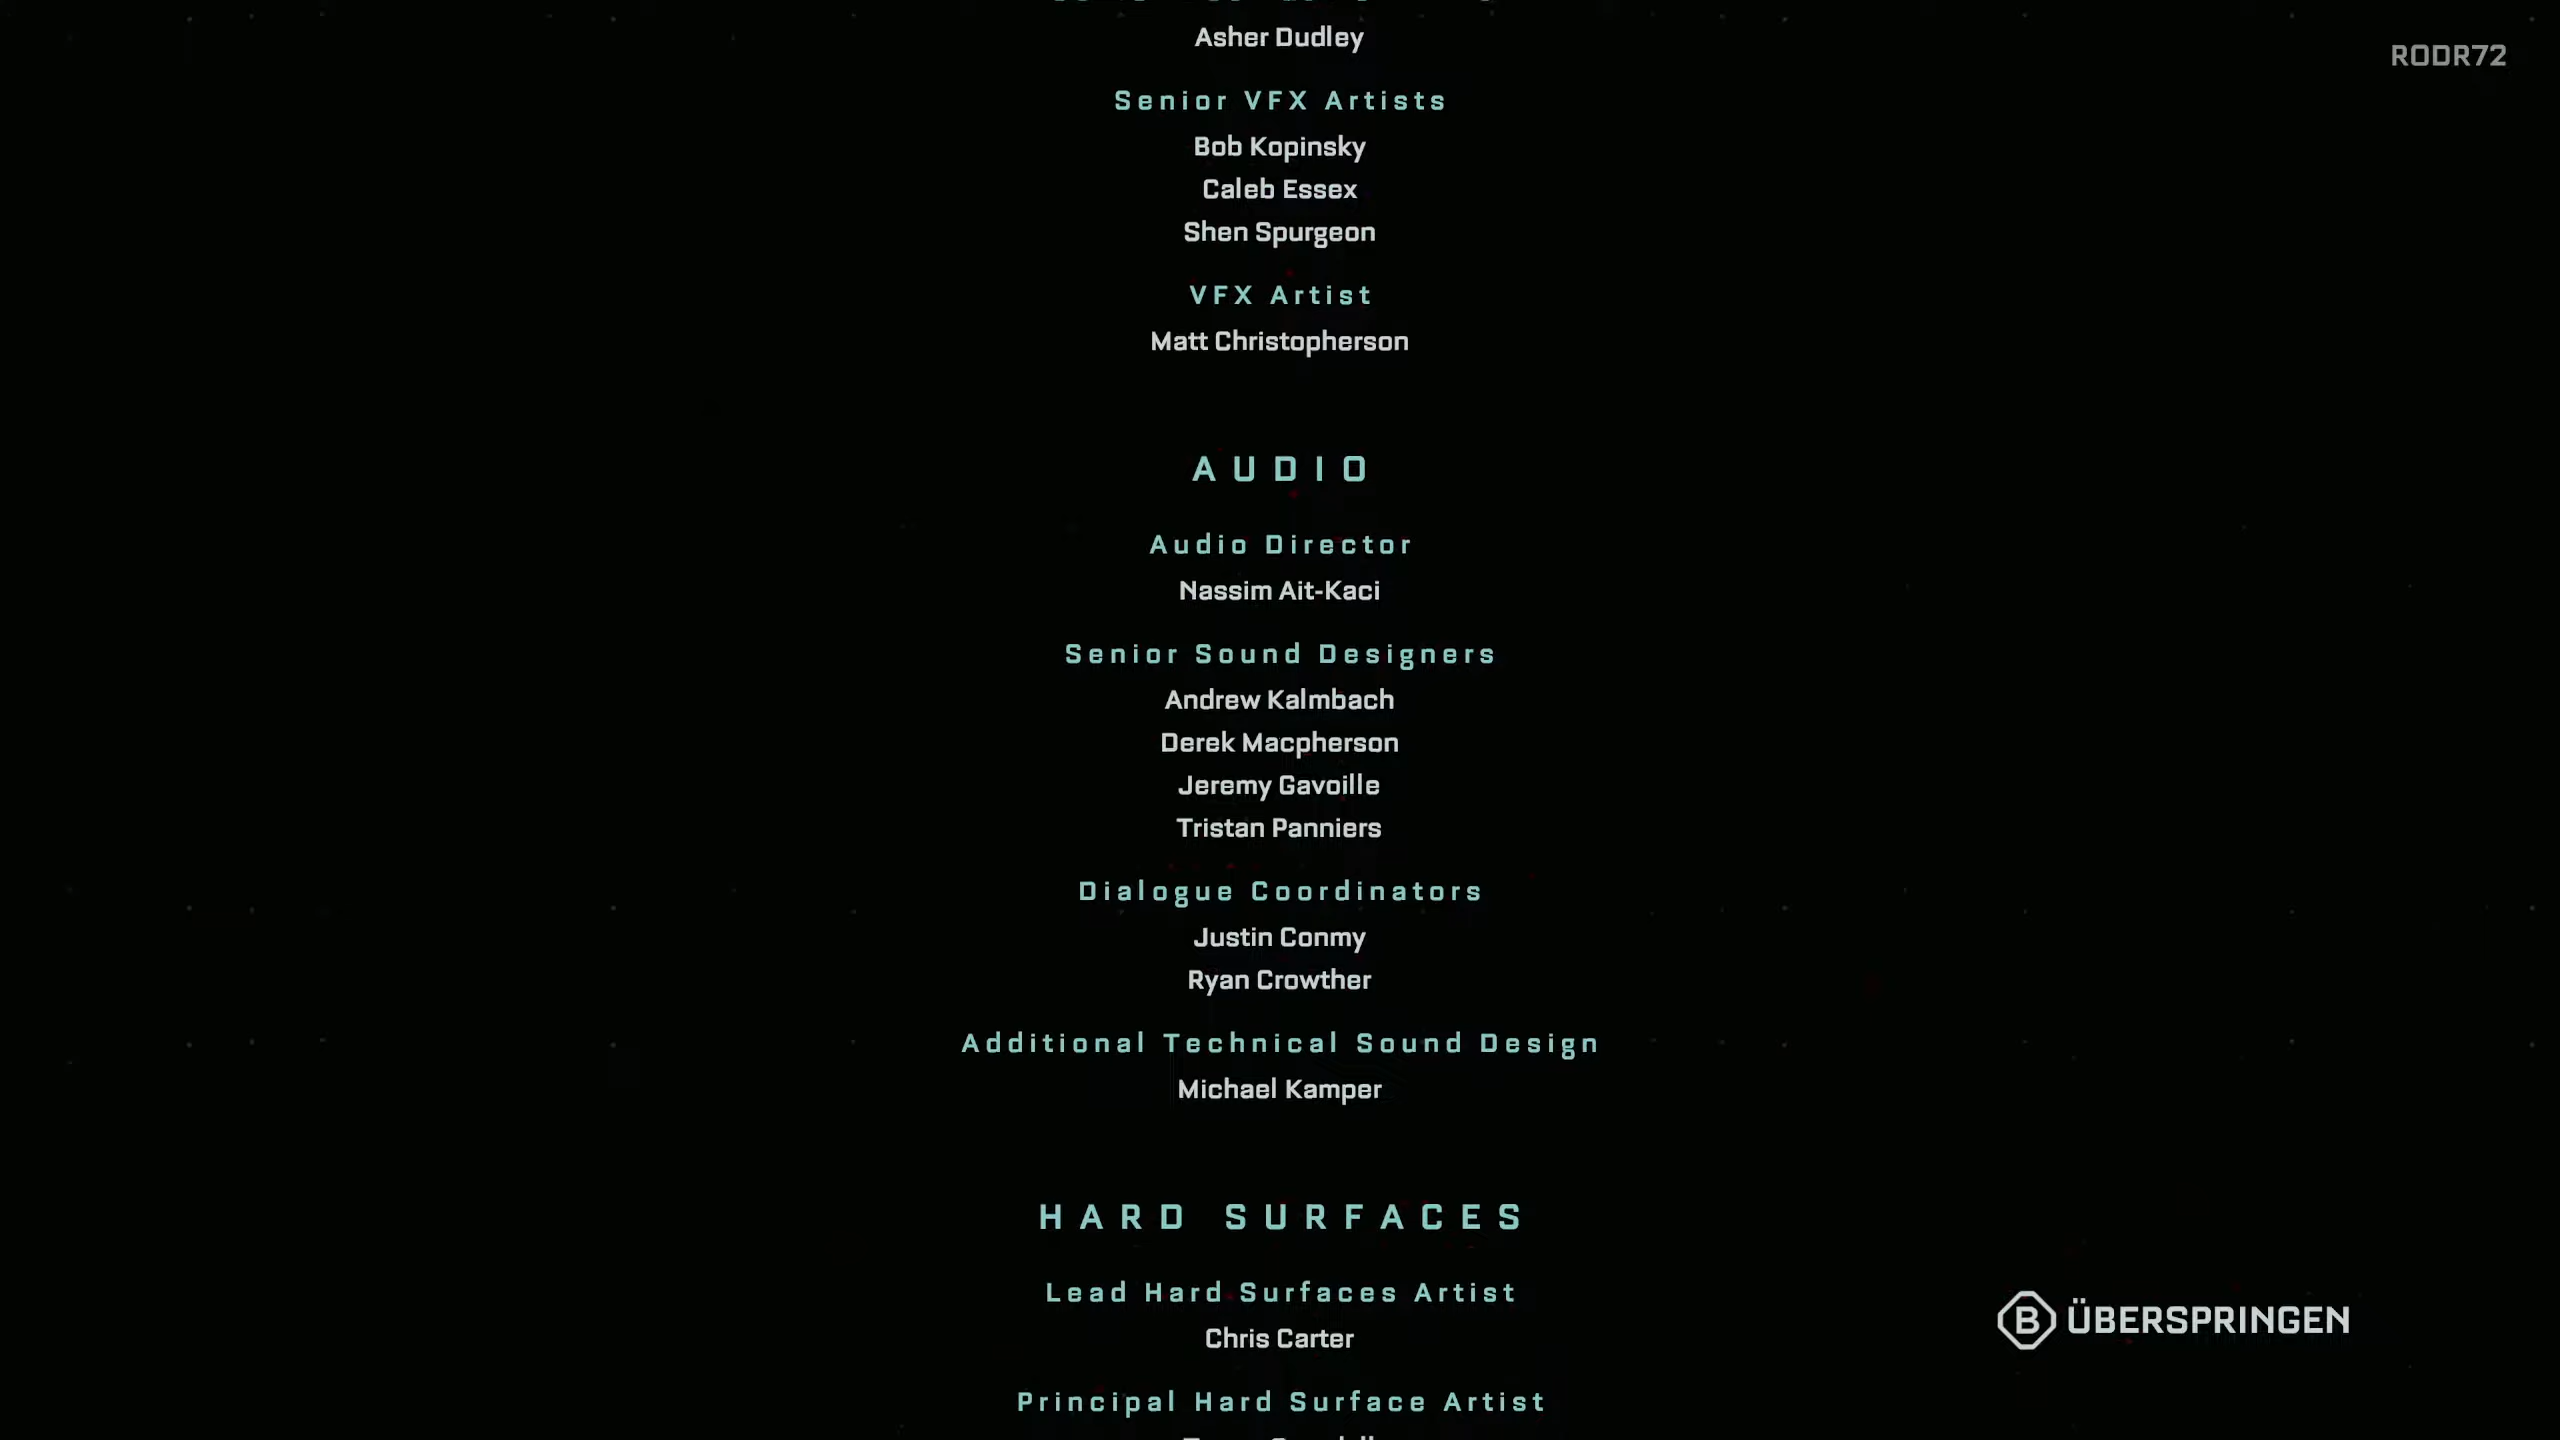 Asher Dudley
RODR72
Senior VFX Artists
Bob Kopinsky
Caleb Essex
Shen Spurgeon
VFX Artist
Matt Christopherson
AUDIO
Audio Director
Nassim Ait-Kaci
Senior Sound Designers
Andrew Kalmbach
Derek Macpherson
Jeremy Gavoille
Tristan Panniers
Dialogue Coordinators
Justin Conmy
Ryan Crowther
Additional Technical Sound Design
Michael Kamper
HARD SURFACES
Lead Hard Surfaces Artist
Chris Carter
B ÜBERSPRINGEN
Principal Hard Surface Artist